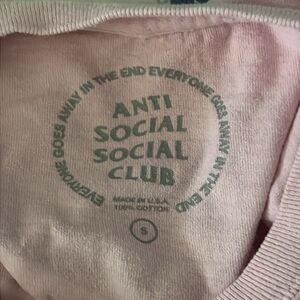 EVERYONE GOES AWAY IN THE END EVERYONE GOES AWAY IN THE END
ANTI
SOCIAL
SOCIAL
CLUB
MADE IN U.S.A.
100% COTTON
S